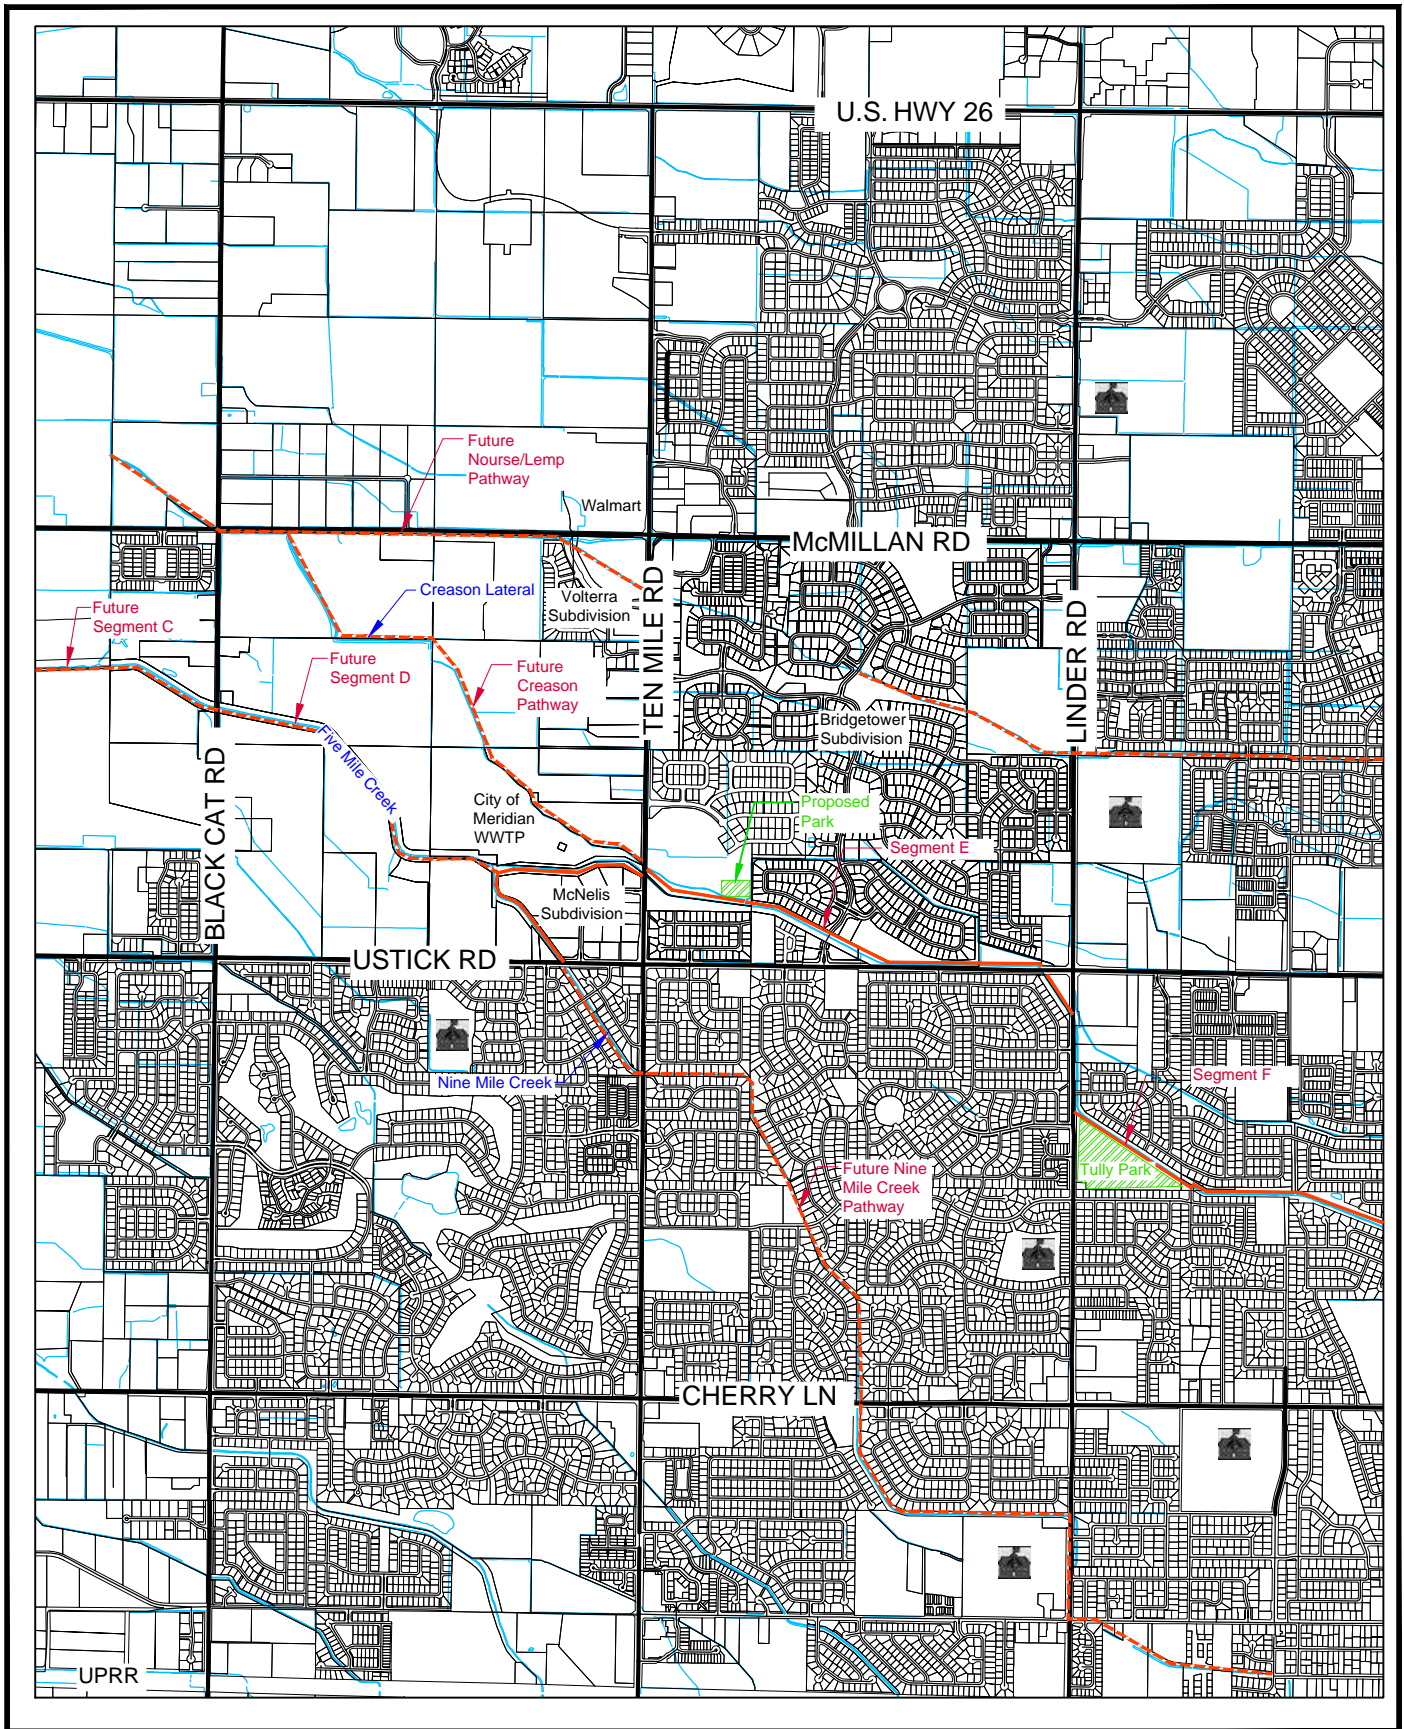 U.S. HWY 26
Future
Nourse/Lemp
Pathway
Walmart
McMILLAN RD
Creason Lateral
Volterra
Subdivision
TEN MILE RD
LINDER RD
Future
Segment C
Future
Segment D
Future
Creason
Pathway
Bridgetower
Subdivision
Five Mile Creek
BLACK CAT RD
City of
Meridian
WWTP
Proposed
Park
Segment E
McNelis
Subdivision
USTICK RD
Nine Mile Creek
Segment F
Future Nine
Mile Creek
Pathway
Tully Park
CHERRY LN
UPRR